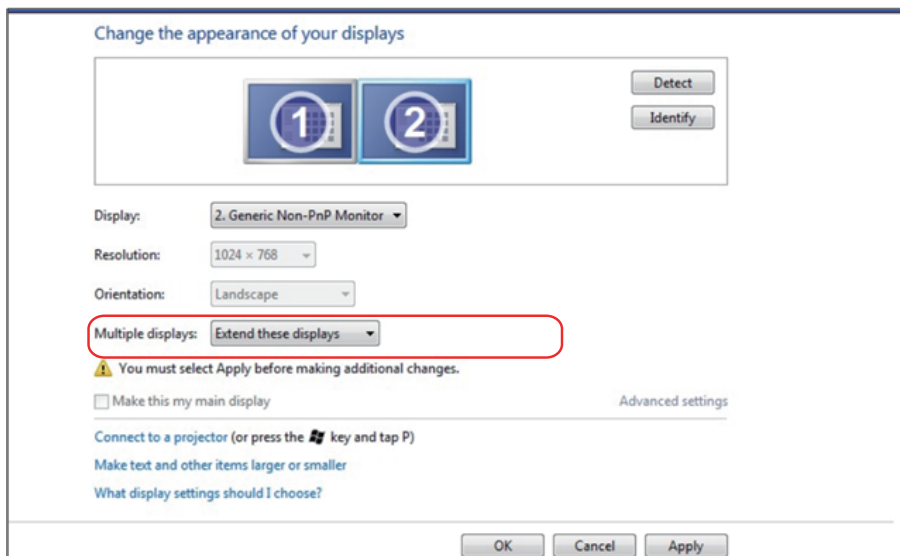 Change the appearance of your displays
1
2
Detect
Identify
Display: 2. Generic Non-PnP Monitor
Resolution: 1024 × 768
Orientation: Landscape
Multiple displays: Extend these displays
You must select Apply before making additional changes.
Make this my main display Advanced settings
Connect to a projector (or press the key and tap P)
Make text and other items larger or smaller
What display settings should I choose?
OK Cancel Apply